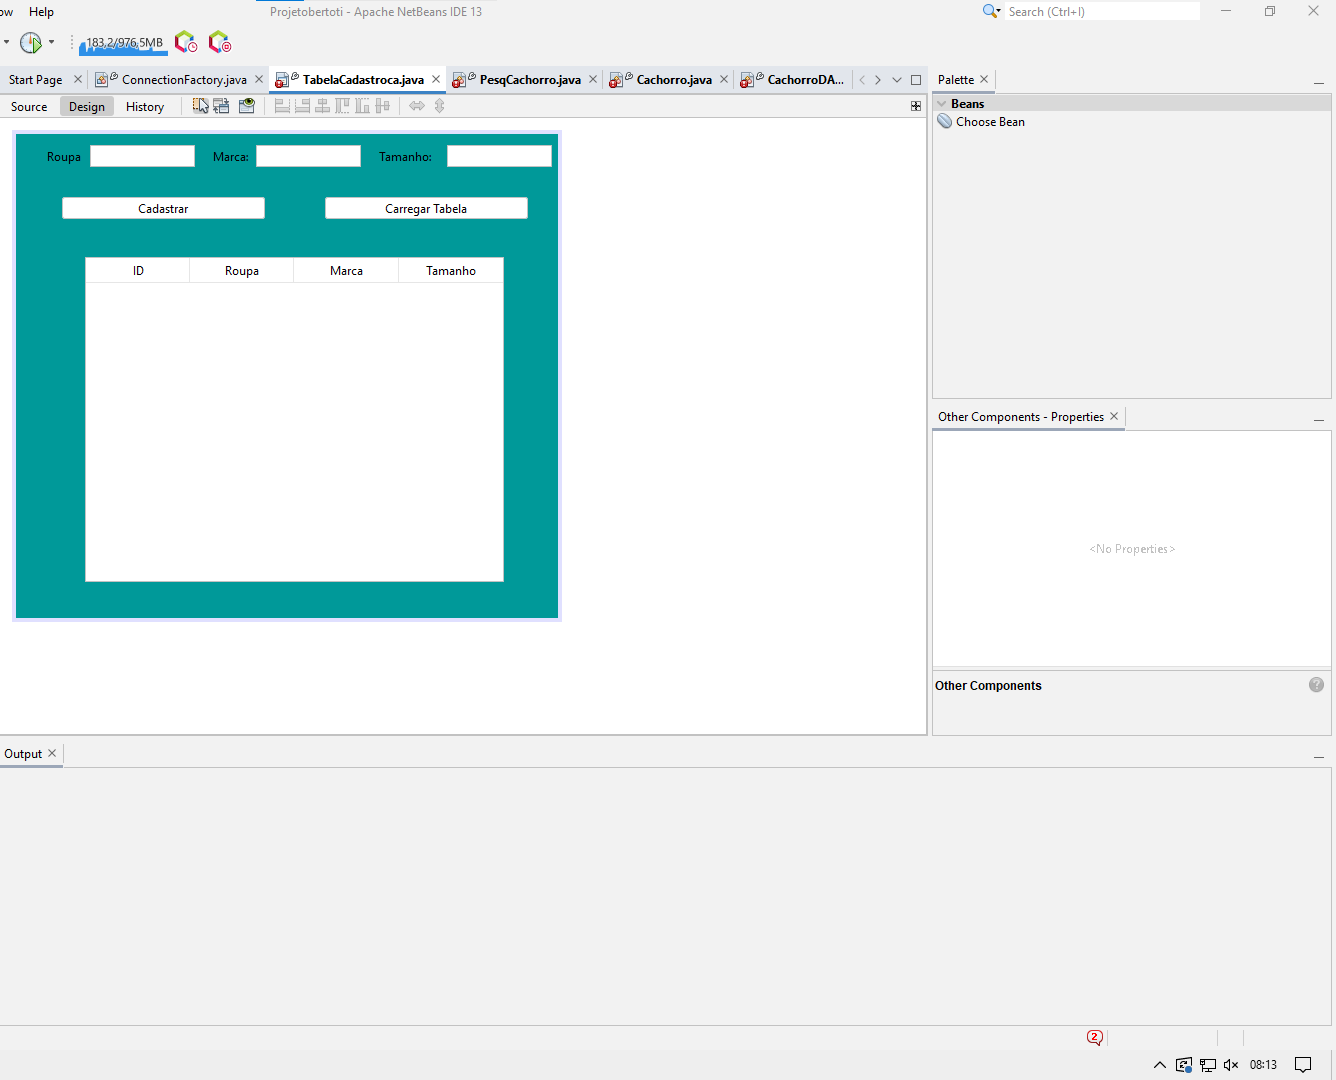 ow Help Projetobertoti - Apache NetBeans IDE 13 Search (Ctrl+I)
183,2/976,5MB
Start Page ConnectionFactory.java TabelaCadastroca.java PesqCachorro.java Cachorro.java CachorroDA... Palette
Source Design History
Beans
Choose Bean
Roupa Marca: Tamanho:
Cadastrar Carregar Tabela
ID Roupa Marca Tamanho
Other Components - Properties
<No Properties>
Other Components
Output
2
08:13